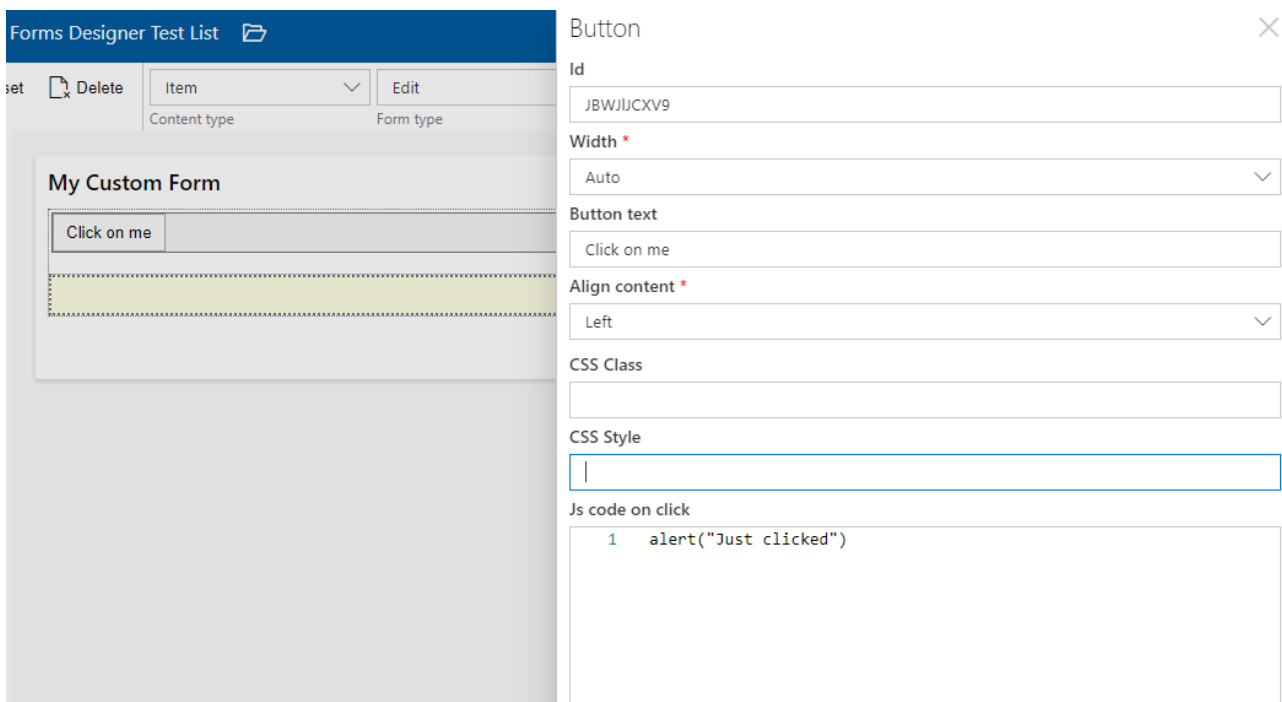 Forms Designer Test List
Delete
Item
Edit
Content type
Form type
My Custom Form
Click on me
Button
Id
Width *
Auto
Button text
Click on me
Align content *
Left
CSS Class
CSS Style
Js code on click
1 alert("Just clicked")